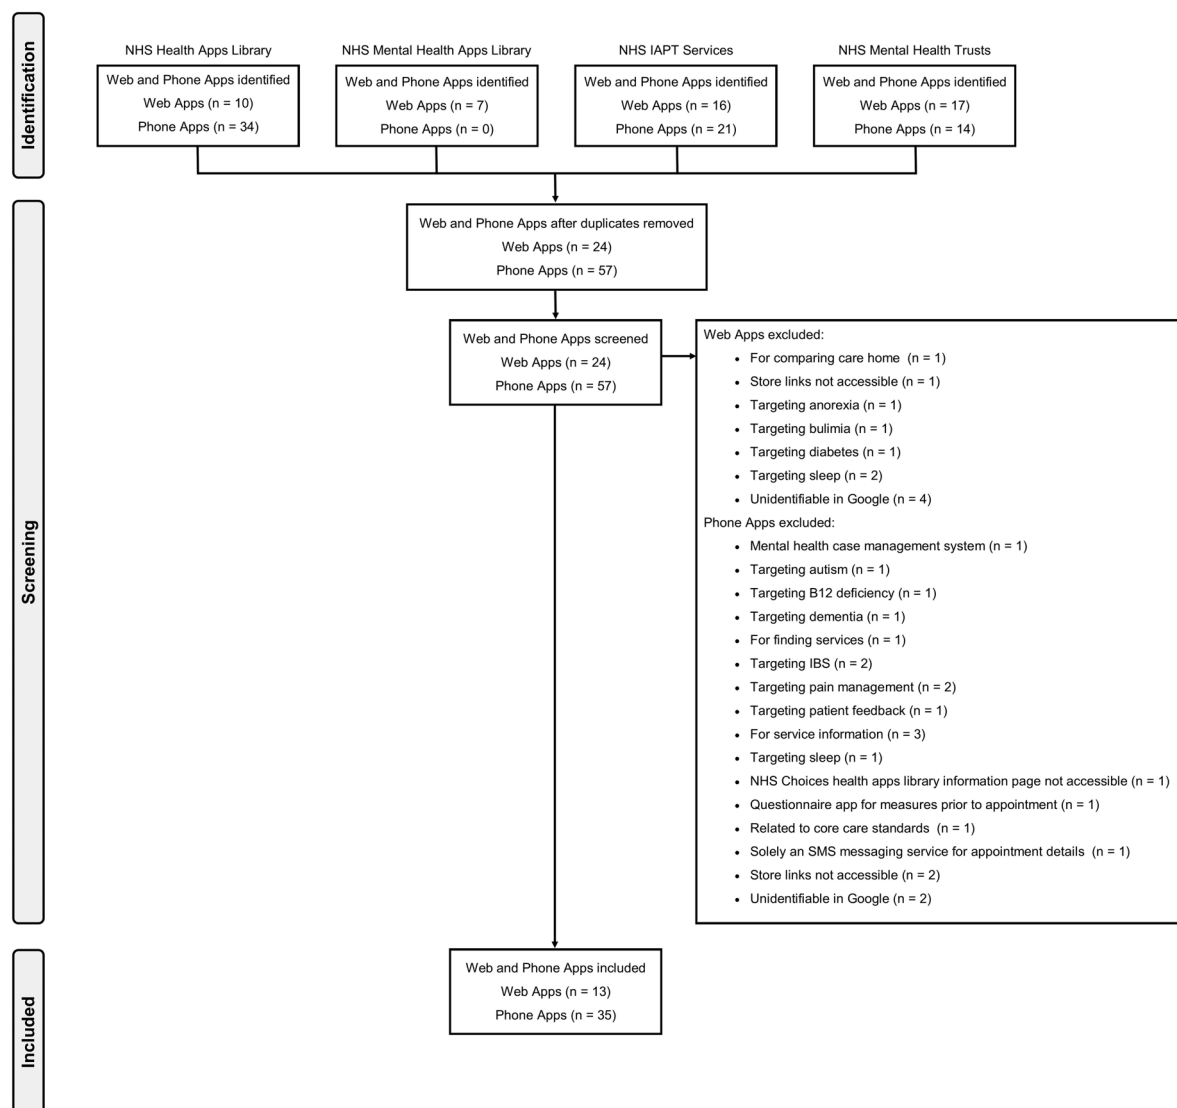 Identification
NHS Health Apps Library
Web and Phone Apps identified
Web Apps (n = 10)
Phone Apps (n = 34)
NHS Mental Health Apps Library
Web and Phone Apps identified
Web Apps (n = 7)
Phone Apps (n = 0)
NHS IAPT Services
Web and Phone Apps identified
Web Apps (n = 16)
Phone Apps (n = 21)
NHS Mental Health Trusts
Web and Phone Apps identified
Web Apps (n = 17)
Phone Apps (n = 14)
Screening
Web and Phone Apps after duplicates removed
Web Apps (n = 24)
Phone Apps (n = 57)
Web and Phone Apps screened
Web Apps (n = 24)
Phone Apps (n = 57)
Web Apps excluded:
• For comparing care home (n = 1)
• Store links not accessible (n = 1)
• Targeting anorexia (n = 1)
• Targeting bulimia (n = 1)
• Targeting diabetes (n = 1)
• Targeting sleep (n = 2)
• Unidentifiable in Google (n = 4)
Phone Apps excluded:
• Mental health case management system (n = 1)
• Targeting autism (n = 1)
• Targeting B12 deficiency (n = 1)
• Targeting dementia (n = 1)
• For finding services (n = 1)
• Targeting IBS (n = 2)
• Targeting pain management (n = 2)
• Targeting patient feedback (n = 1)
• For service information (n = 3)
• Targeting sleep (n = 1)
• NHS Choices health apps library information page not accessible (n = 1)
• Questionnaire app for measures prior to appointment (n = 1)
• Related to core care standards (n = 1)
• Solely an SMS messaging service for appointment details (n = 1)
• Store links not accessible (n = 2)
• Unidentifiable in Google (n = 2)
Included
Web and Phone Apps included
Web Apps (n = 13)
Phone Apps (n = 35)